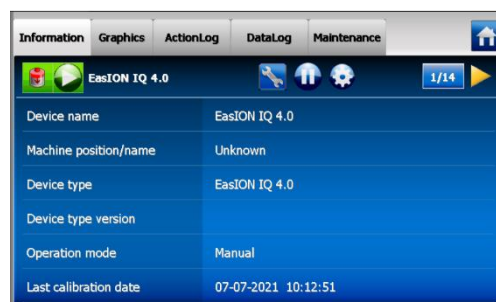 Information Graphics ActionLog DataLog Maintenance
EasION IQ 4.0 1/14
Device name EasION IQ 4.0
Machine position/name Unknown
Device type EasION IQ 4.0
Device type version
Operation mode Manual
Last calibration date 07-07-2021 10:12:51